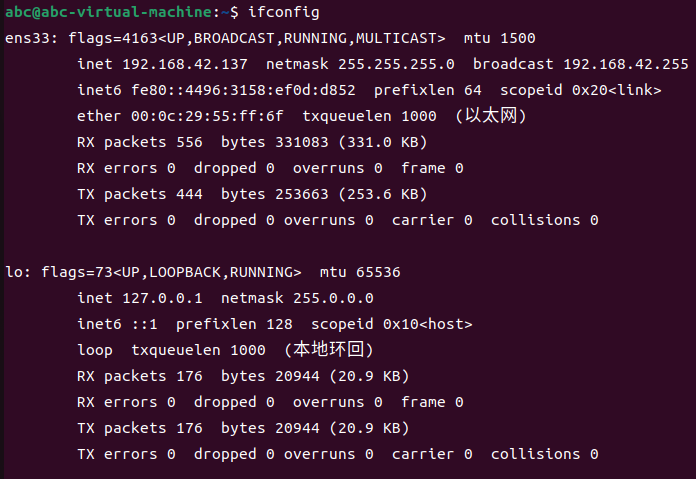 abc@abc-virtual-machine:~$ ifconfig
ens33: flags=4163<UP,BROADCAST,RUNNING,MULTICAST>  mtu 1500
        inet 192.168.42.137  netmask 255.255.255.0  broadcast 192.168.42.255
        inet6 fe80::4496:3158:ef0d:d852  prefixlen 64  scopeid 0x20<link>
        ether 00:0c:29:55:ff:6f  txqueuelen 1000  (以太网)
        RX packets 556  bytes 331083 (331.0 KB)
        RX errors 0  dropped 0  overruns 0  frame 0
        TX packets 444  bytes 253663 (253.6 KB)
        TX errors 0  dropped 0 overruns 0  carrier 0  collisions 0

lo: flags=73<UP,LOOPBACK,RUNNING>  mtu 65536
        inet 127.0.0.1  netmask 255.0.0.0
        inet6 ::1  prefixlen 128  scopeid 0x10<host>
        loop  txqueuelen 1000  (本地环回)
        RX packets 176  bytes 20944 (20.9 KB)
        RX errors 0  dropped 0  overruns 0  frame 0
        TX packets 176  bytes 20944 (20.9 KB)
        TX errors 0  dropped 0 overruns 0  carrier 0  collisions 0